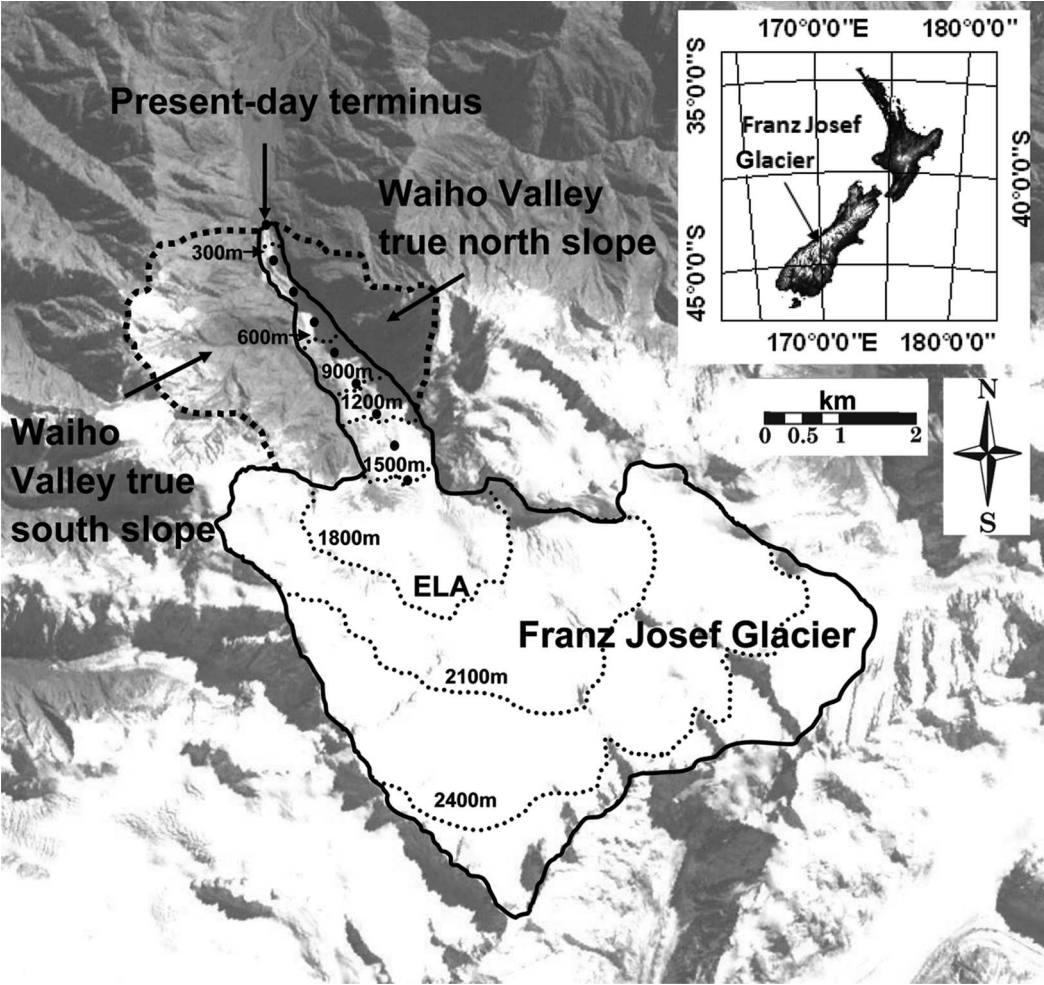 170°0'0"E
180°0'0"
35°0'0"S
Franz Josef
Glacier
40°0'0"S
45°0'0"S
170°0'0"E
180°0'0"E
Present-day terminus
Waiho Valley
true north slope
300m
600m
900m
1200m
1500m
Waiho
Valley true
south slope
km
0 0.5 1 2
N
S
1800m
ELA
Franz Josef Glacier
2100m
2400m